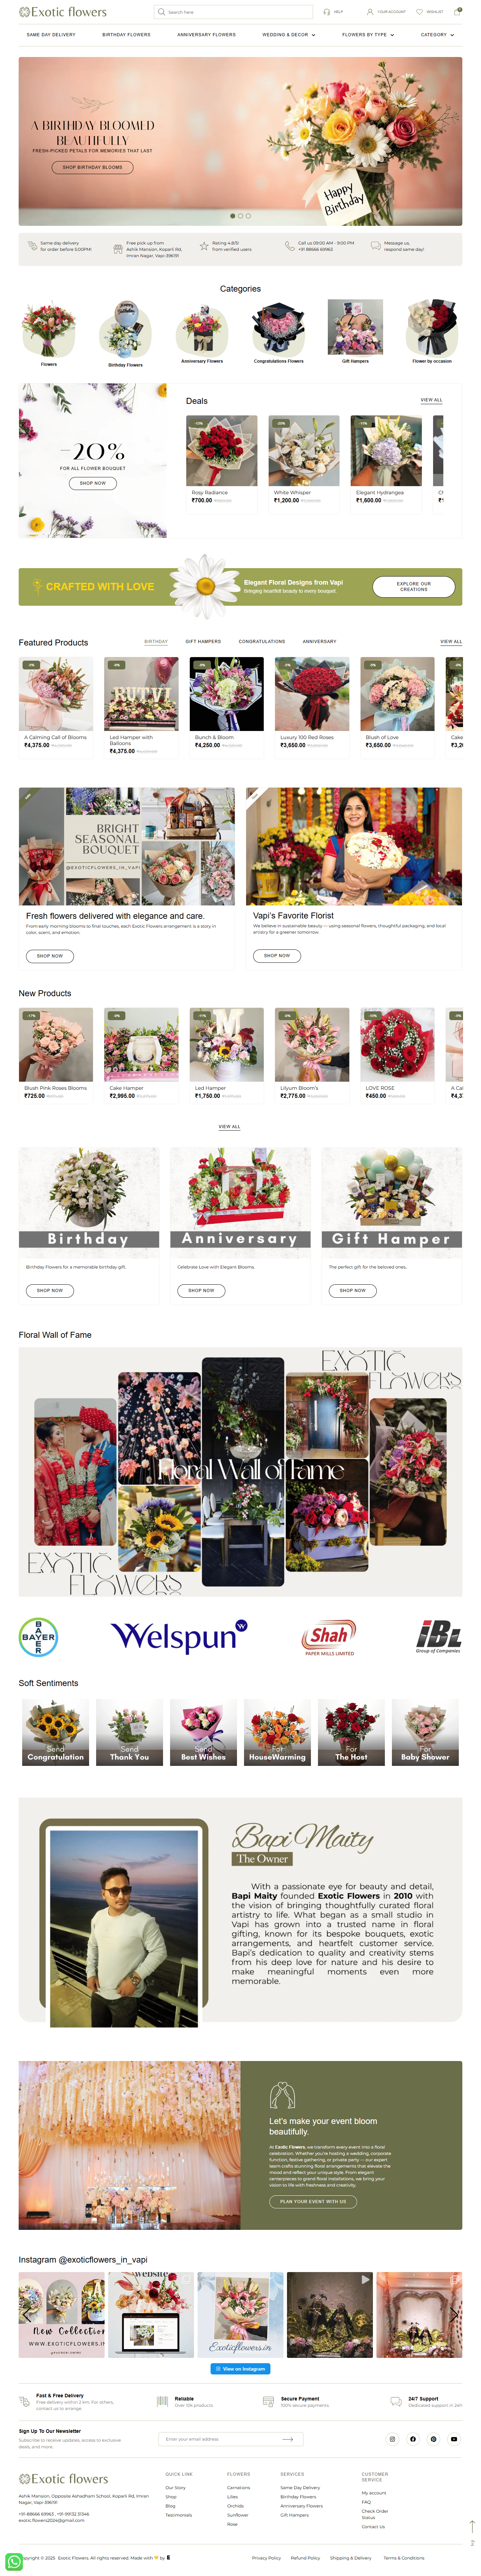 Exotic flowers
Search here
HELP
YOUR ACCOUNT
WISHLIST
SAME DAY DELIVERY
BIRTHDAY FLOWERS
ANNIVERSARY FLOWERS
WEDDING & DECOR
FLOWERS BY TYPE
CATEGORY
A BIRTHDAY BLOOMED
BEAUTIFULLY
FRESH-PICKED PETALS FOR MEMORIES THAT LAST
SHOP BIRTHDAY BLOOMS
Happy
Birthday
Same day delivery
for order before 5:00PM!
Free pick up from
Ashik Mansion, Koparli Rd,
Imran Nagar, Vapi-396191
Rating 4.8/5!
from verified users
Call us 09:00 AM - 9:00 PM
+91 88666 69963
Message us,
respond same day!
Categories
Flowers
Birthday Flowers
Anniversary Flowers
Congratulations Flowers
Gift Hampers
Flower by occasion
-20%
FOR ALL FLOWER BOUQUET
SHOP NOW
Deals
VIEW ALL
Rosy Radiance
₹700.00
White Whisper
₹1,200.00
Elegant Hydrangea
₹1,600.00
CRAFTED WITH LOVE
Elegant Floral Designs from Vapi
Bringing heartfelt beauty to every bouquet
EXPLORE OUR
CREATIONS
Featured Products
BIRTHDAY
GIFT HAMPERS
CONGRATULATIONS
ANNIVERSARY
VIEW ALL
A Calming Call of Blooms
₹4,375.00
Led Hamper with
Balloons
₹4,375.00
Bunch & Bloom
₹4,250.00
Luxury 100 Red Roses
₹3,650.00
Blush of Love
₹3,650.00
Cake
BRIGHT
SEASONAL
BOUQUET
@EXOTICFLOWERS_IN_VAPI
Fresh flowers delivered with elegance and care.
From early morning blooms to final touches, each Exotic Flowers arrangement is a story in
color, scent, and emotion.
SHOP NOW
Vapi's Favorite Florist
We believe in sustainable beauty — using seasonal flowers, thoughtful packaging, and local
artistry for a greener tomorrow.
SHOP NOW
New Products
Blush Pink Roses Blooms
₹725.00
Cake Hamper
₹2,995.00
Led Hamper
₹1,750.00
Lilyum Bloom's
₹2,775.00
LOVE ROSE
₹450.00
A Cal
VIEW ALL
Birthday
Anniversary
Gift Hamper
Birthday Flowers for a memorable birthday gift.
Celebrate Love with Elegant Blooms.
The perfect gift for the beloved ones.
SHOP NOW
SHOP NOW
SHOP NOW
Floral Wall of Fame
EXOTIC
FLOWERS
Floral Wall of Fame
EXOTIC
FLOWERS
BAYER
BAYER
Welspun
Shah
PAPER MILLS LIMITED
IBL
Group of Companies
Soft Sentiments
Send
Congratulation
Send
Thank You
Send
Best Wishes
For
HouseWarming
For
The Host
For
Baby Shower
Bapi Maity
The Owner
With a passionate eye for beauty and detail,
Bapi Maity founded Exotic Flowers in 2010 with
the vision of bringing thoughtfully curated floral
artistry to life. What began as a small studio in
Vapi has grown into a trusted name in floral
gifting, known for its bespoke bouquets, exotic
arrangements, and heartfelt customer service.
Bapi's dedication to quality and creativity stems
from his deep love for nature and his desire to
make meaningful moments even more
memorable.
Let's make your event bloom
beautifully.
At Exotic Flowers, we transform every event into a floral
celebration. Whether you're hosting a wedding, corporate
function, festive gathering, or private party — our expert
team crafts stunning floral arrangements that elevate the
mood and reflect your unique style. From elegant
centerpieces to grand floral installations, we bring your
vision to life with freshness and creativity.
PLAN YOUR EVENT WITH US
Instagram @exoticflowers_in_vapi
New Collection
WWW.EXOTICFLOWERS.IN
WEBSITE
Exoticflowers.in
View on Instagram
Fast & Free Delivery
Free delivery within 2 km. For others,
contact us to arrange
Reliable
Over 10k products
Secure Payment
100% secure payments
24/7 Support
Dedicated support in 24h
Sign Up To Our Newsletter
Subscribe to receive updates, access to exclusive
deals, and more.
Enter your email address
Exotic flowers
Ashik Mansion, Opposite Ashadham School, Koparli Rd, Imran
Nagar, Vapi-396191
+91-88666 69963 , +91-99132 51346
exotic.flowers2024@gmail.com
QUICK LINK
Our Story
Shop
Blog
Testimonials
FLOWERS
Carnations
Lilies
Orchids
Sunflower
Rose
SERVICES
Same Day Delivery
Birthday Flowers
Anniversary Flowers
Gift Hampers
CUSTOMER
SERVICE
My account
FAQ
Check Order
Status
Contact Us
opyright © 2025 Exotic Flowers. All rights reserved. Made with by
Privacy Policy
Refund Policy
Shipping & Delivery
Terms & Conditions